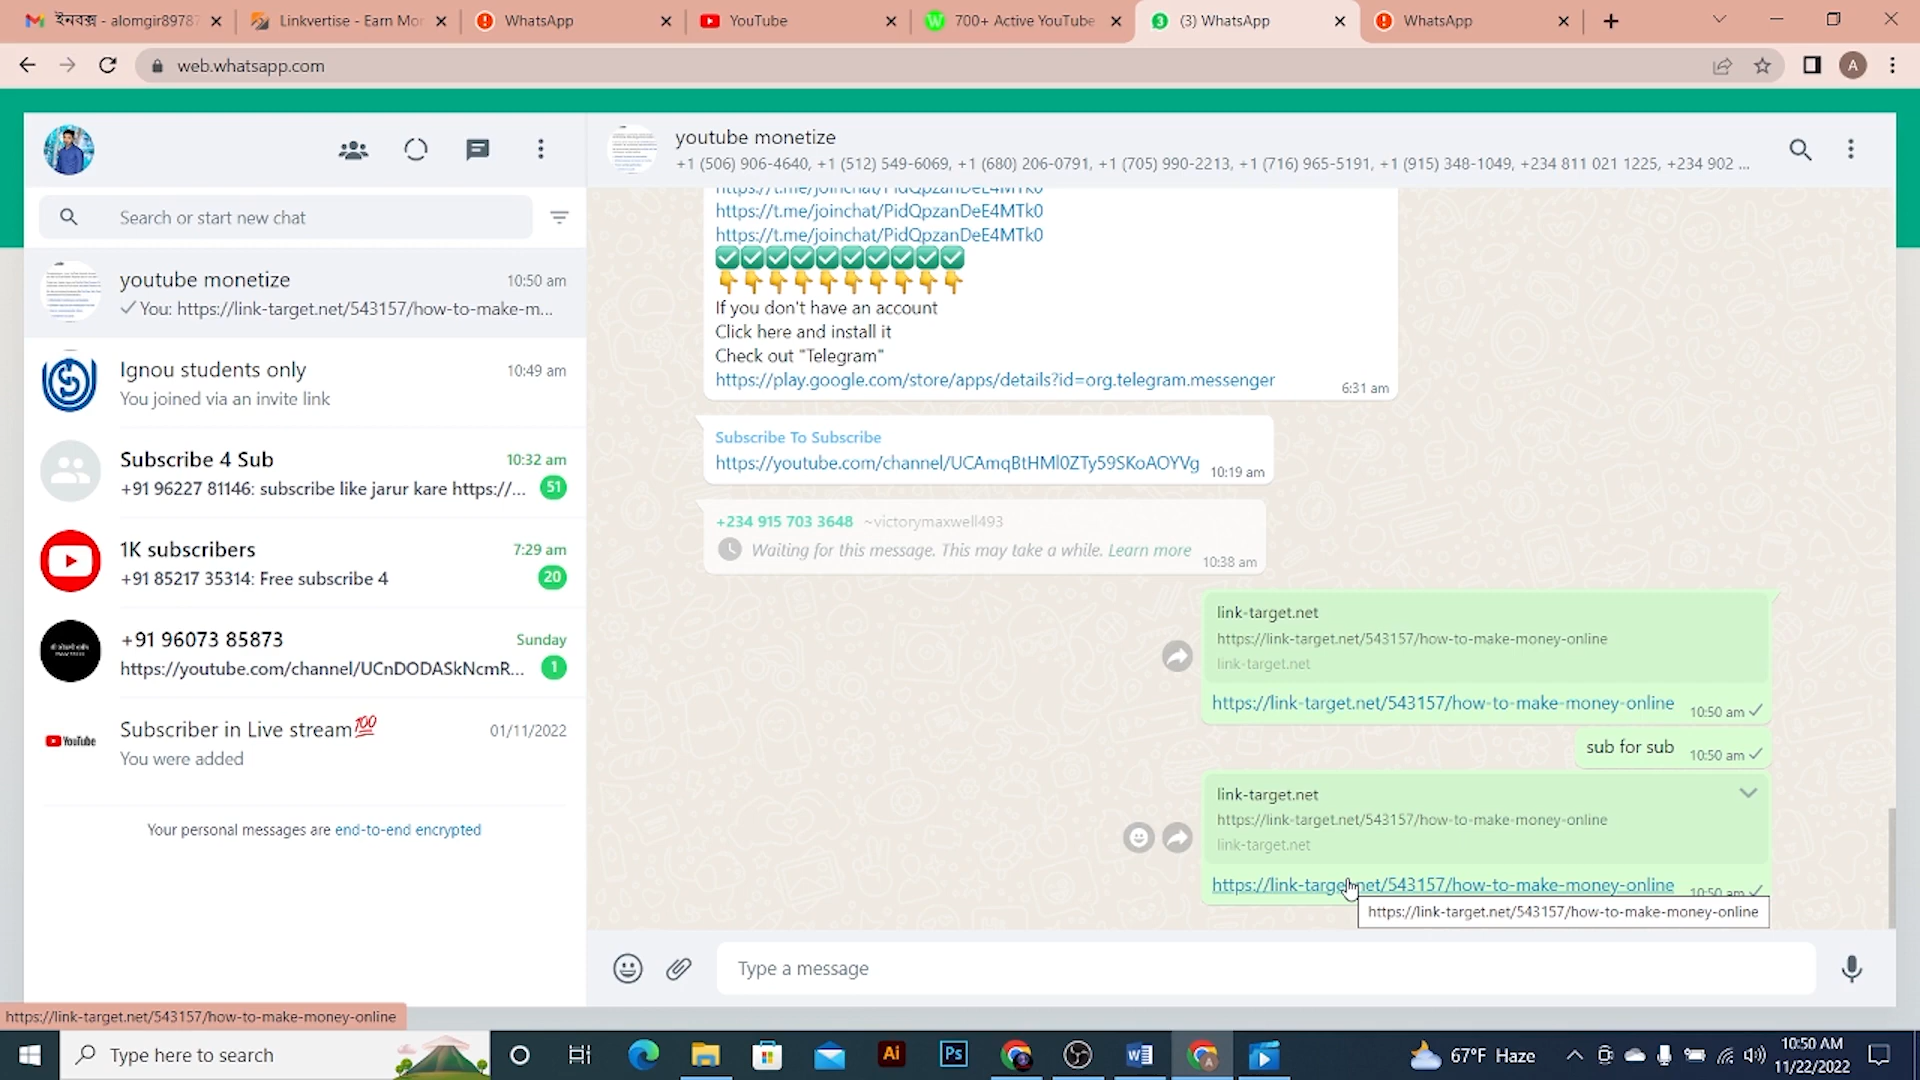 ইনবক্স - alomgir8978
Linkvertise - Earn Mor
WhatsApp
YouTube
700+ Active YouTube
(3) WhatsApp
WhatsApp
web.whatsapp.com
A
youtube monetize
+1 (506) 906-4640, +1 (512) 549-6069, +1 (680) 206-0791, +1 (705) 990-2213, +1 (716) 965-5191, +1 (915) 348-1049, +234 811 021 1225, +234 902 ...
Search or start new chat
youtube monetize
10:50 am
You: https://link-target.net/543157/how-to-make-m...
Ignou students only
10:49 am
You joined via an invite link
Subscribe 4 Sub
10:32 am
+91 96227 81146: subscribe like jarur kare https://...
51
1K subscribers
7:29 am
+91 85217 35314: Free subscribe 4
20
+91 96073 85873
Sunday
https://youtube.com/channel/UCnDODASkNcmR...
1
YouTube
Subscriber in Live stream💯
01/11/2022
You were added
Your personal messages are end-to-end encrypted
https://t.me/joinchat/PidQpzanDeE4MTk0
https://t.me/joinchat/PidQpzanDeE4MTk0
https://t.me/joinchat/PidQpzanDeE4MTk0
✅✅✅✅✅✅✅✅✅✅
👇👇👇👇👇👇👇👇👇👇
If you don't have an account
Click here and install it
Check out "Telegram"
https://play.google.com/store/apps/details?id=org.telegram.messenger
6:31 am
Subscribe To Subscribe
https://youtube.com/channel/UCAmqBtHMl0ZTy59SKoAOYVg
10:19 am
+234 915 703 3648 ~victorymaxwell493
Waiting for this message. This may take a while. Learn more
10:38 am
link-target.net
https://link-target.net/543157/how-to-make-money-online
link-target.net
https://link-target.net/543157/how-to-make-money-online
10:50 am
sub for sub
10:50 am
link-target.net
https://link-target.net/543157/how-to-make-money-online
link-target.net
https://link-target.net/543157/how-to-make-money-online
10:50 am
https://link-target.net/543157/how-to-make-money-online
Type a message
https://link-target.net/543157/how-to-make-money-online
Type here to search
Ai
Ps
67°F Haze
10:50 AM
11/22/2022